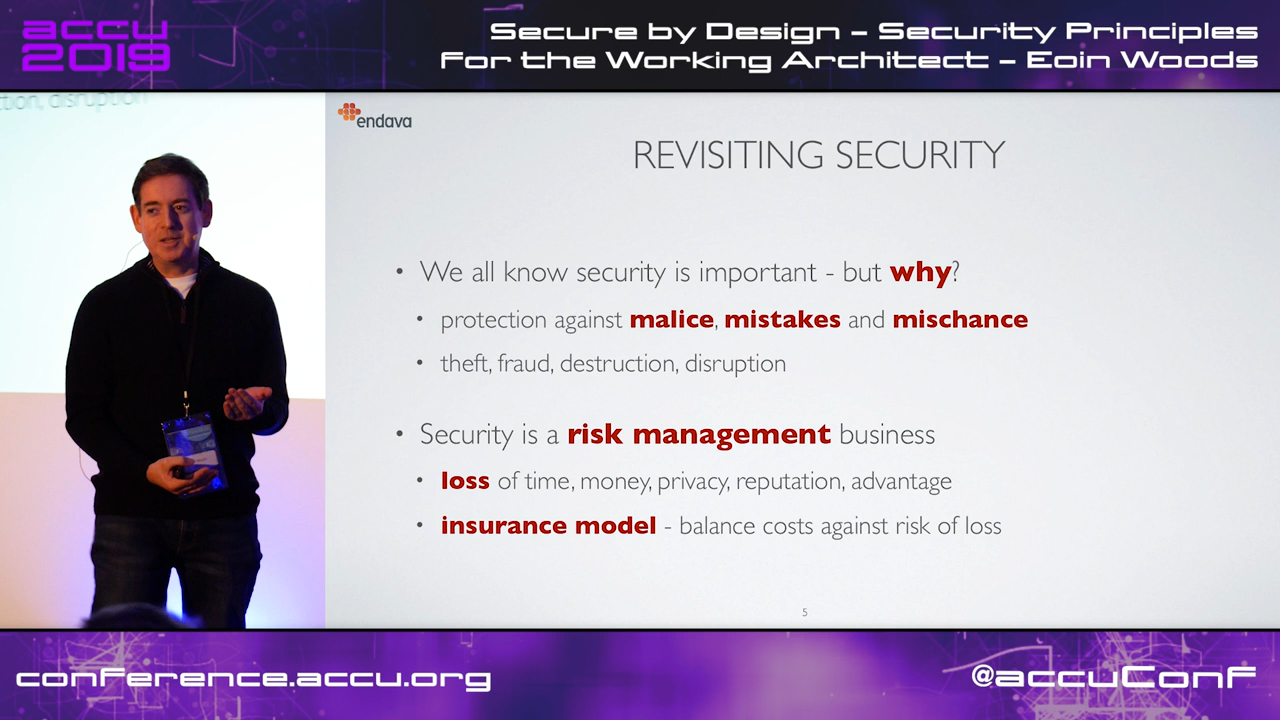 accu
2019
Secure by Design – Security Principles
For the Working Architect – Eoin Woods
tion, disruption
endava
REVISITING SECURITY
• We all know security is important - but why?
• protection against malice, mistakes and mischance
• theft, fraud, destruction, disruption
• Security is a risk management business
• loss of time, money, privacy, reputation, advantage
• insurance model - balance costs against risk of loss
5
conference.accu.org
@accuConf